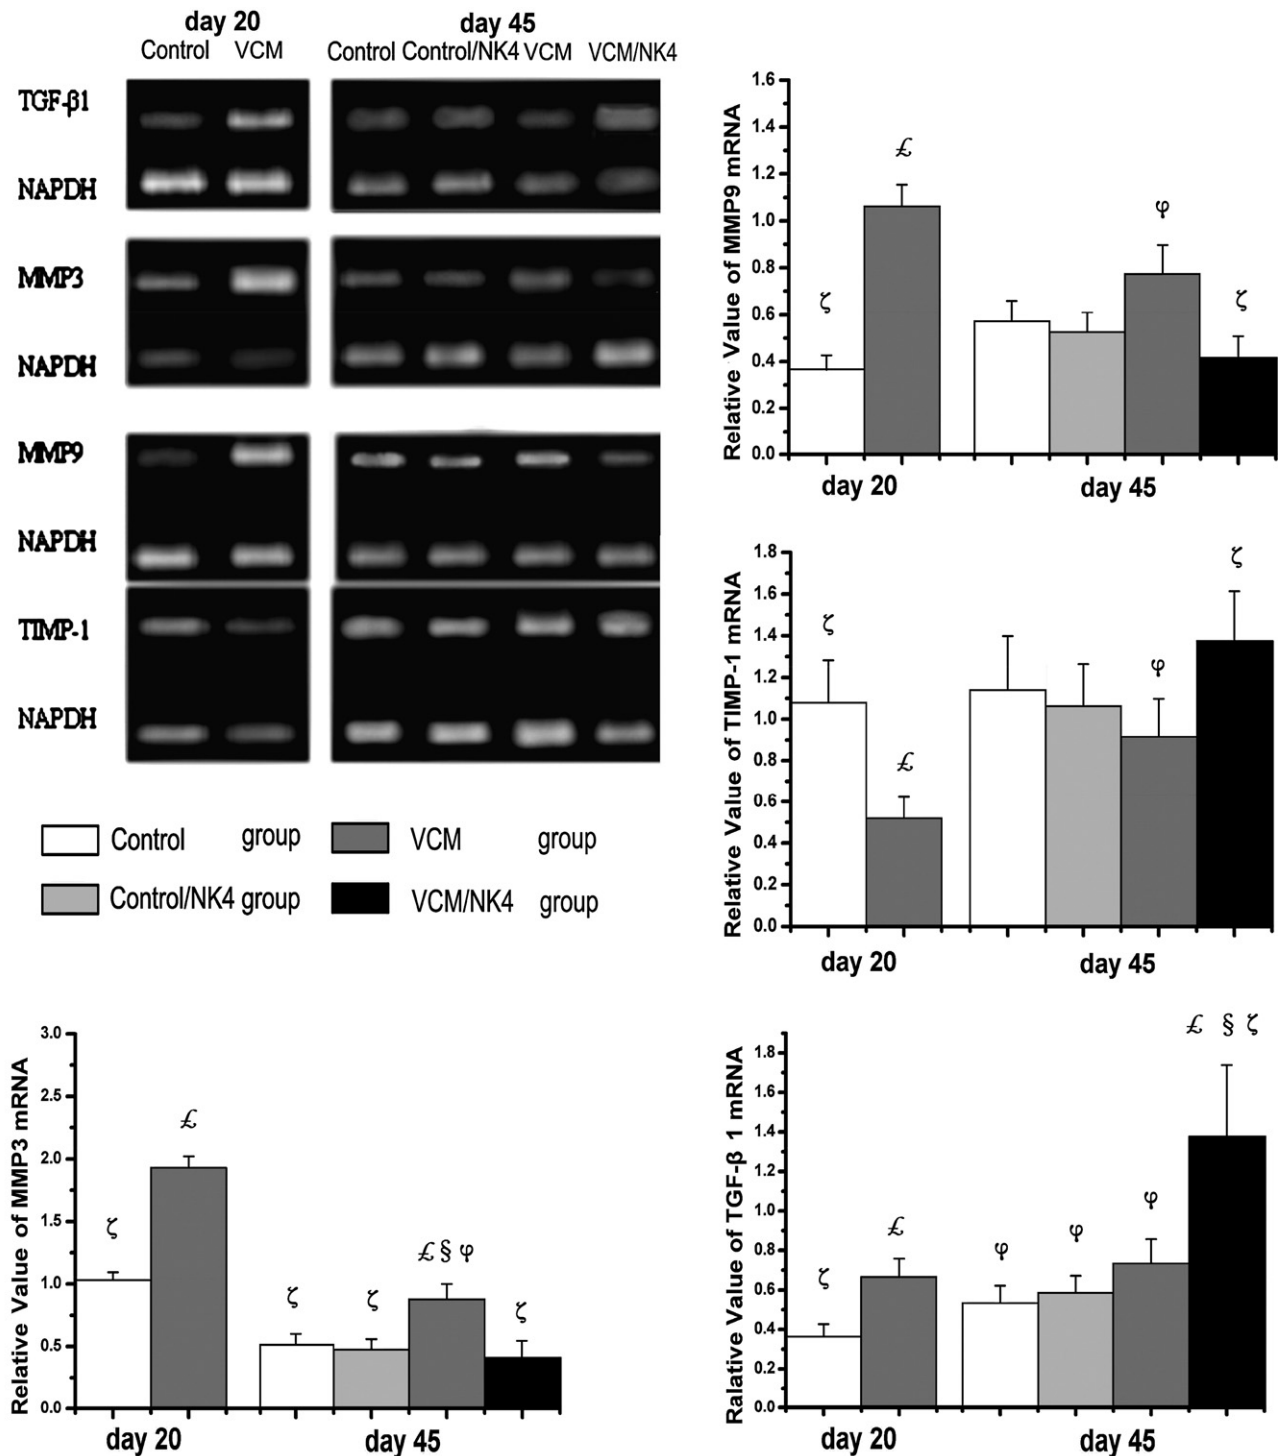 day 20 day 45
Control VCM Control Control/NK4 VCM VCM/NK4
TGF-β1
NAPDH
MMP3
NAPDH
MMP9
NAPDH
TIMP-1
NAPDH
Control group VCM group
Control/NK4 group VCM/NK4 group
Relative Value of MMP9 mRNA
1.6
1.4
1.2
1.0
0.8
0.6
0.4
0.2
0.0
ζ £ φ ζ
day 20 day 45
Relative Value of TIMP-1 mRNA
1.8
1.6
1.4
1.2
1.0
0.8
0.6
0.4
0.2
0.0
ζ £ φ ζ
day 20 day 45
Relative Value of MMP3 mRNA
3.0
2.5
2.0
1.5
1.0
0.5
0.0
ζ £ ζ ζ £ § φ ζ
day 20 day 45
Ralative Value of TGF-β 1 mRNA
1.8
1.6
1.4
1.2
1.0
0.8
0.6
0.4
0.2
0.0
ζ £ φ φ φ £ § ζ
day 20 day 45